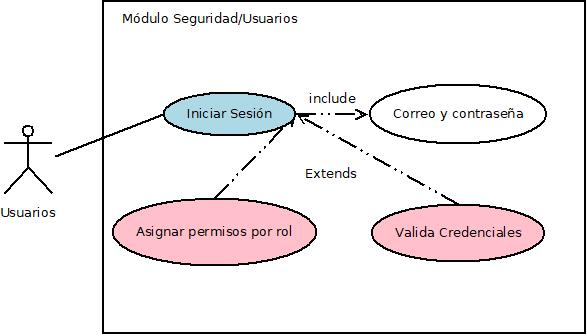 Módulo Seguridad/Usuarios
include
Iniciar Sesión
Correo y contraseña
Extends
Usuarios
Asignar permisos por rol
Valida Credenciales